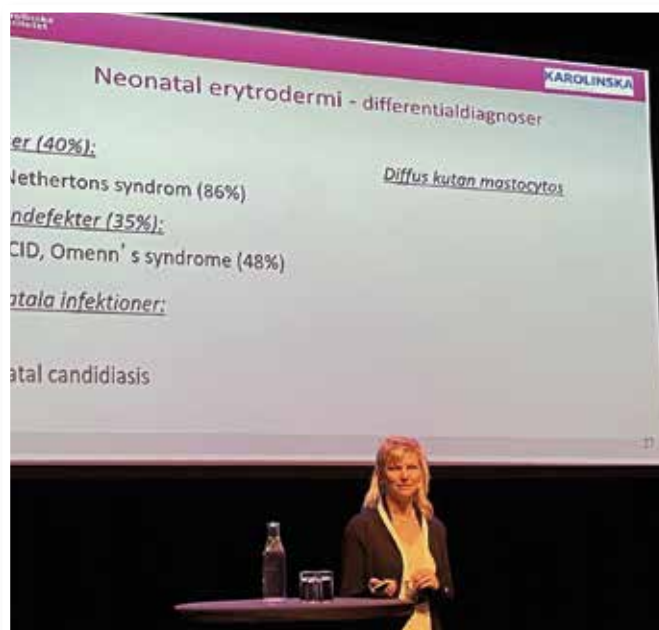 KAROLINSKA
Neonatal erytrodermi - differentialdiagnoser
er (40%):
Nethertons syndrom (86%)
Diffus kutan mastocytos
ndefekter (35%):
CID, Omenn's syndrome (48%)
atala infektioner:
atal candidiasis